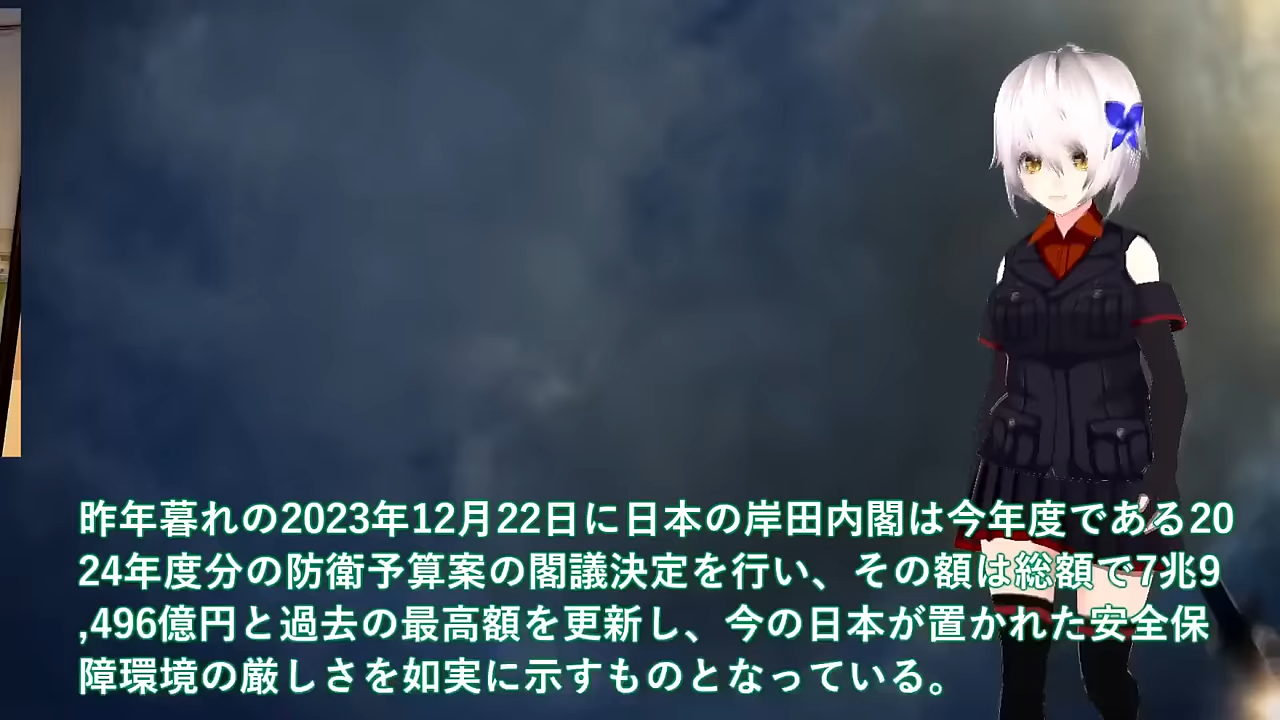 昨年暮れの2023年12月22日に日本の岸田内閣は今年度である20
24年度分の防衛予算案の閣議決定を行い、その額は総額で7兆9
,496億円と過去の最高額を更新し、今の日本が置かれた安全保
障環境の厳しさを如実に示すものとなっている。